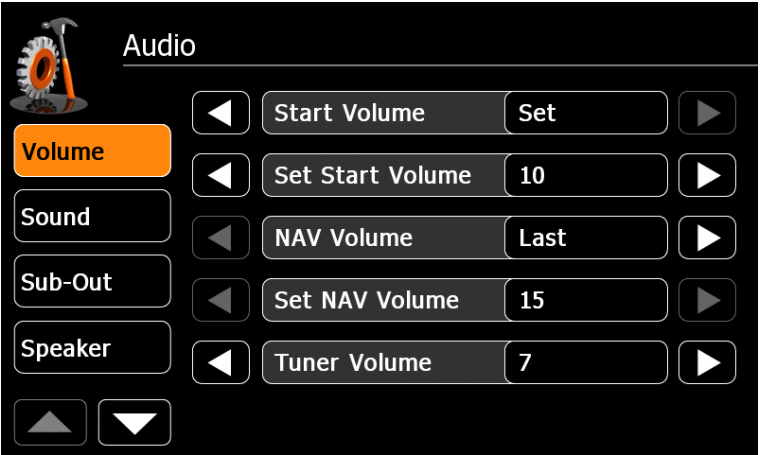 Audio
Volume
Sound
Sub-Out
Speaker
Start Volume Set
Set Start Volume 10
NAV Volume Last
Set NAV Volume 15
Tuner Volume 7